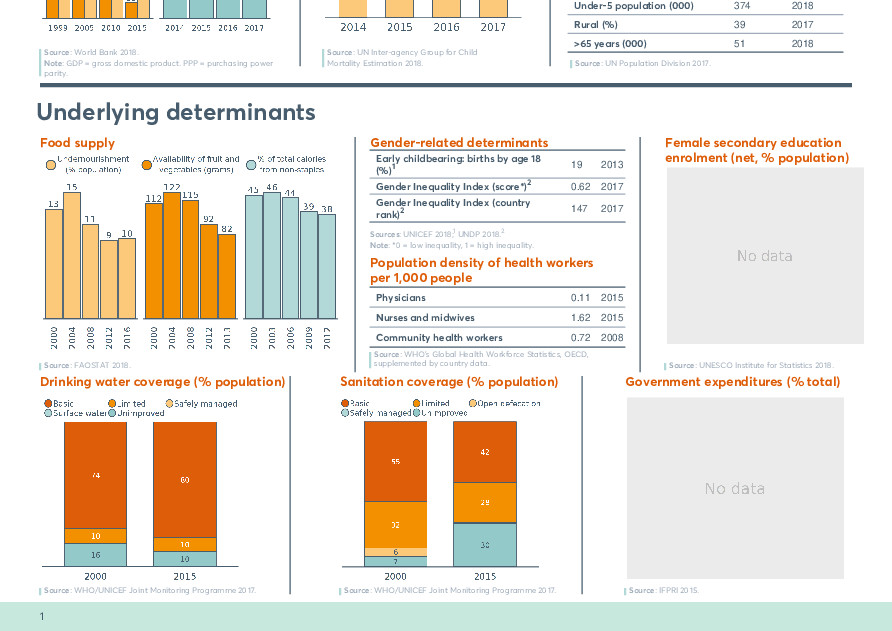 1999 2005 2010 2015
2014 2015 2016 2017
2014 2015 2016 2017
Under-5 population (000) 374 2018
Rural (%) 39 2017
>65 years (000) 51 2018
Source: World Bank 2018.
Note: GDP = gross domestic product. PPP = purchasing power
parity.
Source: UN Inter-agency Group for Child
Mortality Estimation 2018.
Source: UN Population Division 2017.
Underlying determinants
Food supply
Undernourishment
(% population)
Availability of fruit and
vegetables (grams)
% of total calories
from non-staples
13 15 11 9 10
112 122 115 92 82
45 46 44 39 38
2000 2004 2008 2012 2016
2000 2004 2008 2012 2013
2000 2003 2006 2009 2012
Source: FAOSTAT 2018.
Gender-related determinants
Early childbearing: births by age 18
(%)1 19 2013
Gender Inequality Index (score*)2 0.62 2017
Gender Inequality Index (country
rank)2 147 2017
Sources: UNICEF 2018,1 UNDP 2018.2
Note: *0 = low inequality, 1 = high inequality.
Population density of health workers
per 1,000 people
Physicians 0.11 2015
Nurses and midwives 1.62 2015
Community health workers 0.72 2008
Source: WHO's Global Health Workforce Statistics, OECD,
supplemented by country data.
Female secondary education
enrolment (net, % population)
No data
Source: UNESCO Institute for Statistics 2018.
Drinking water coverage (% population)
Basic Limited Safely managed
Surface water Unimproved
74 10 16
80 10 10
2000 2015
Source: WHO/UNICEF Joint Monitoring Programme 2017.
Sanitation coverage (% population)
Basic Limited Open defecation
Safely managed Unimproved
55 32 6 7
42 28 30
2000 2015
Source: WHO/UNICEF Joint Monitoring Programme 2017.
Government expenditures (% total)
No data
Source: IFPRI 2015.
1